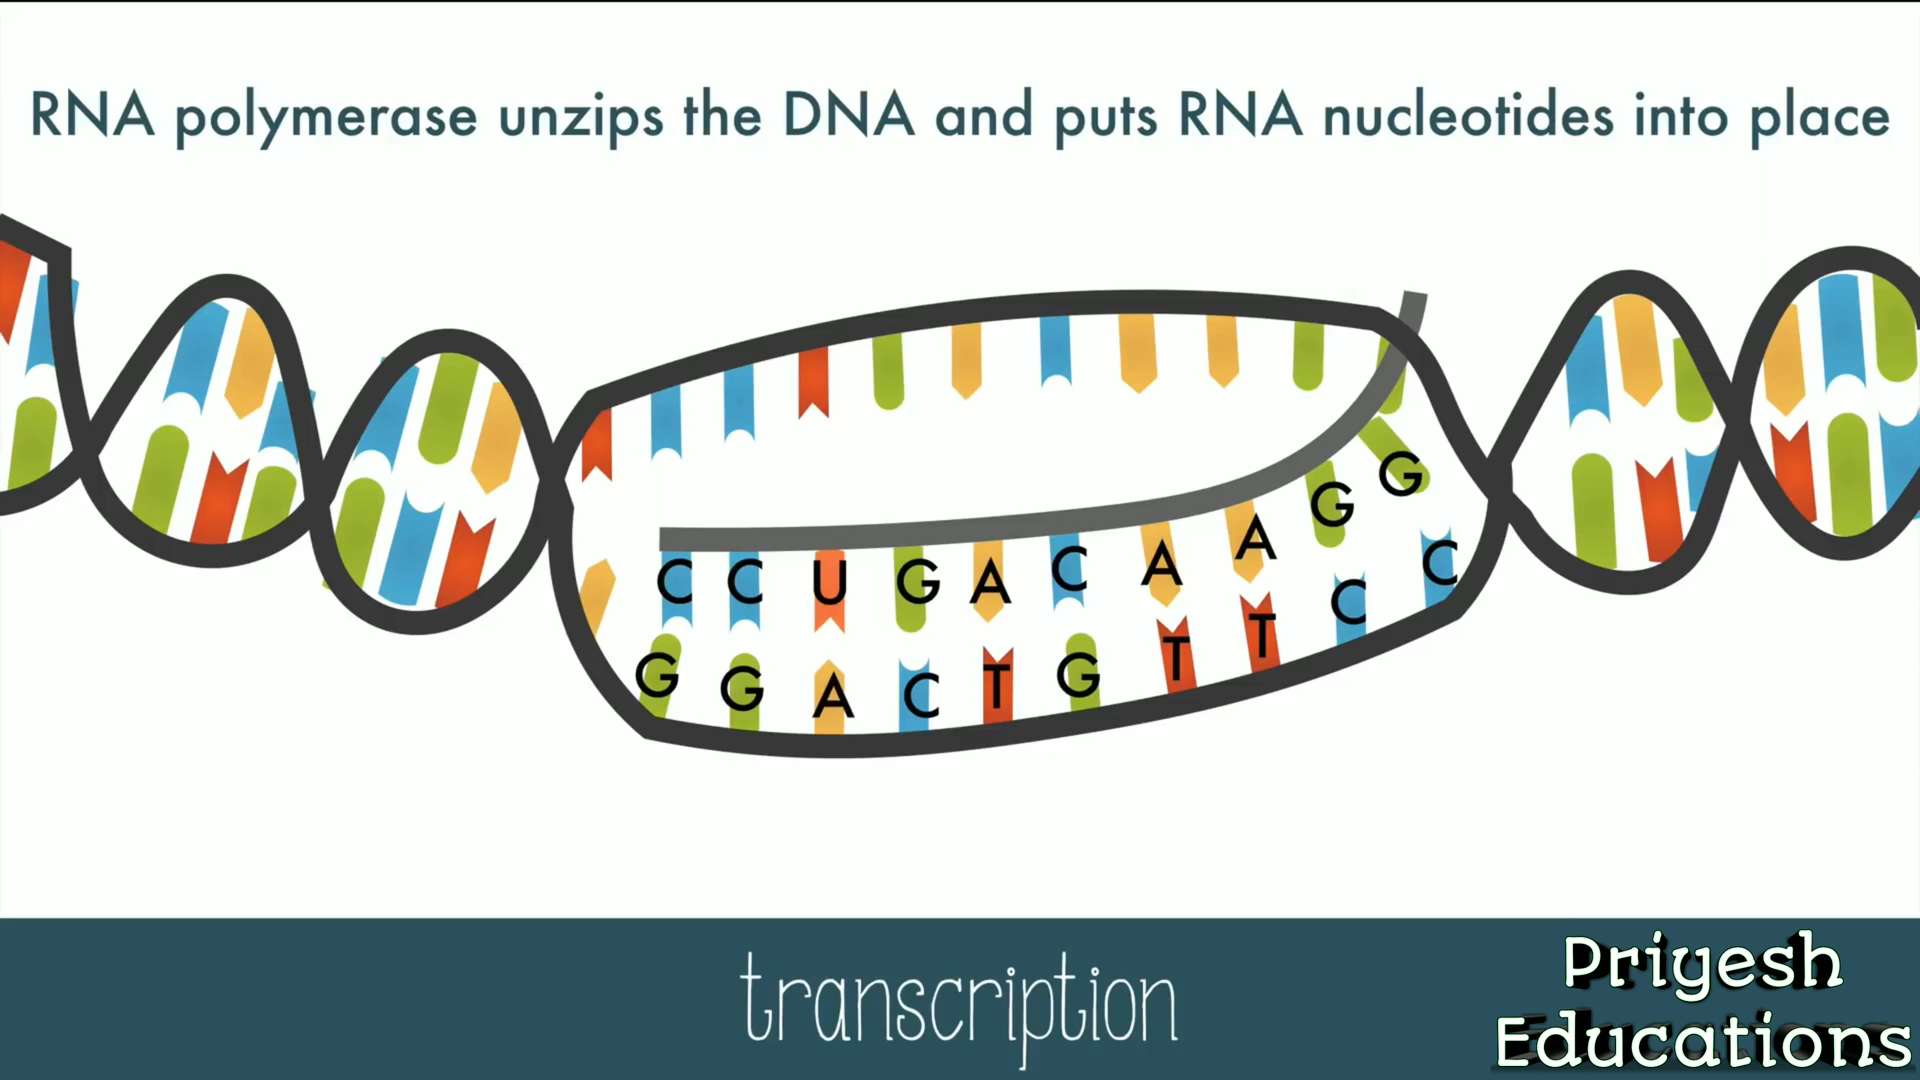 RNA polymerase unzips the DNA and puts RNA nucleotides into place
C C U G A C A A G G
G G A C T G T T C C
transcription
Priyesh
Educations